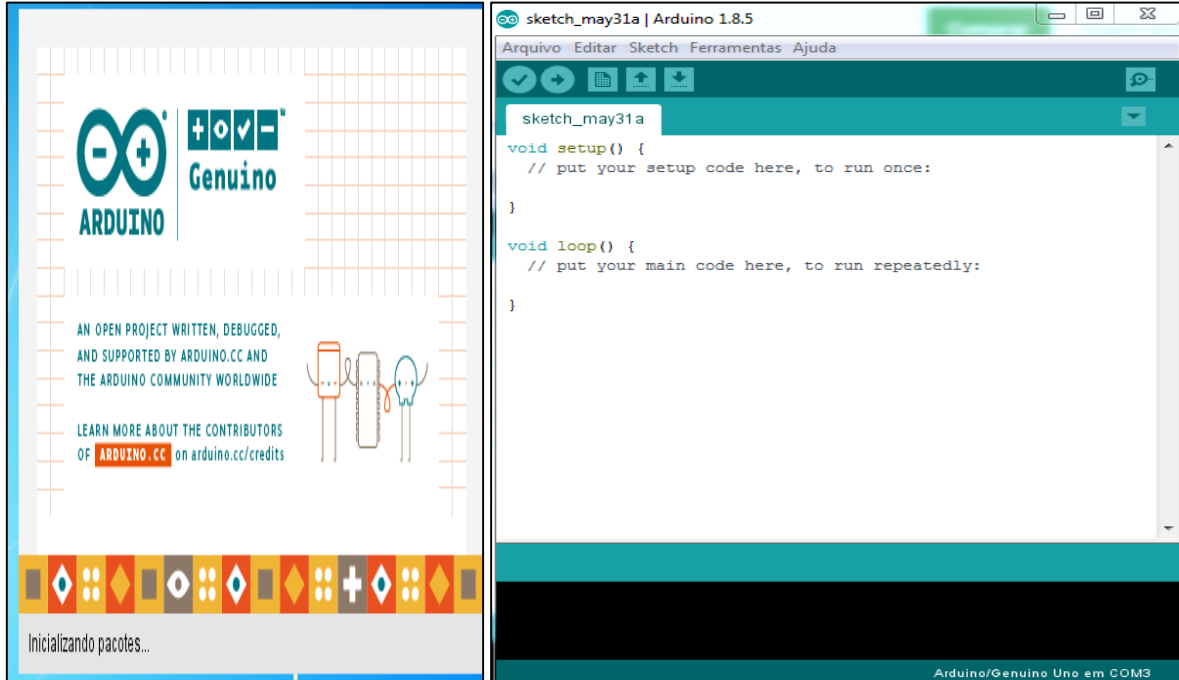 ARDUINO
Genuino
AN OPEN PROJECT WRITTEN, DEBUGGED,
AND SUPPORTED BY ARDUINO.CC AND
THE ARDUINO COMMUNITY WORLDWIDE
LEARN MORE ABOUT THE CONTRIBUTORS
OF ARDUINO.CC on arduino.cc/credits
Inicializando pacotes...
sketch_may31a | Arduino 1.8.5
Arquivo Editar Sketch Ferramentas Ajuda
sketch_may31a
void setup() {
// put your setup code here, to run once:
}
void loop() {
// put your main code here, to run repeatedly:
}
Arduino/Genuino Uno em COM3